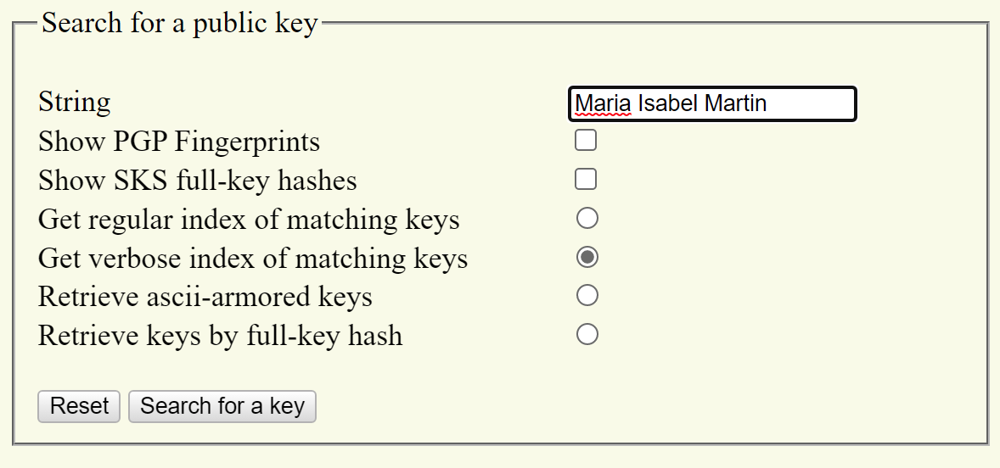 Search for a public key
String Maria Isabel Martin
Show PGP Fingerprints
Show SKS full-key hashes
Get regular index of matching keys
Get verbose index of matching keys
Retrieve ascii-armored keys
Retrieve keys by full-key hash
Reset Search for a key